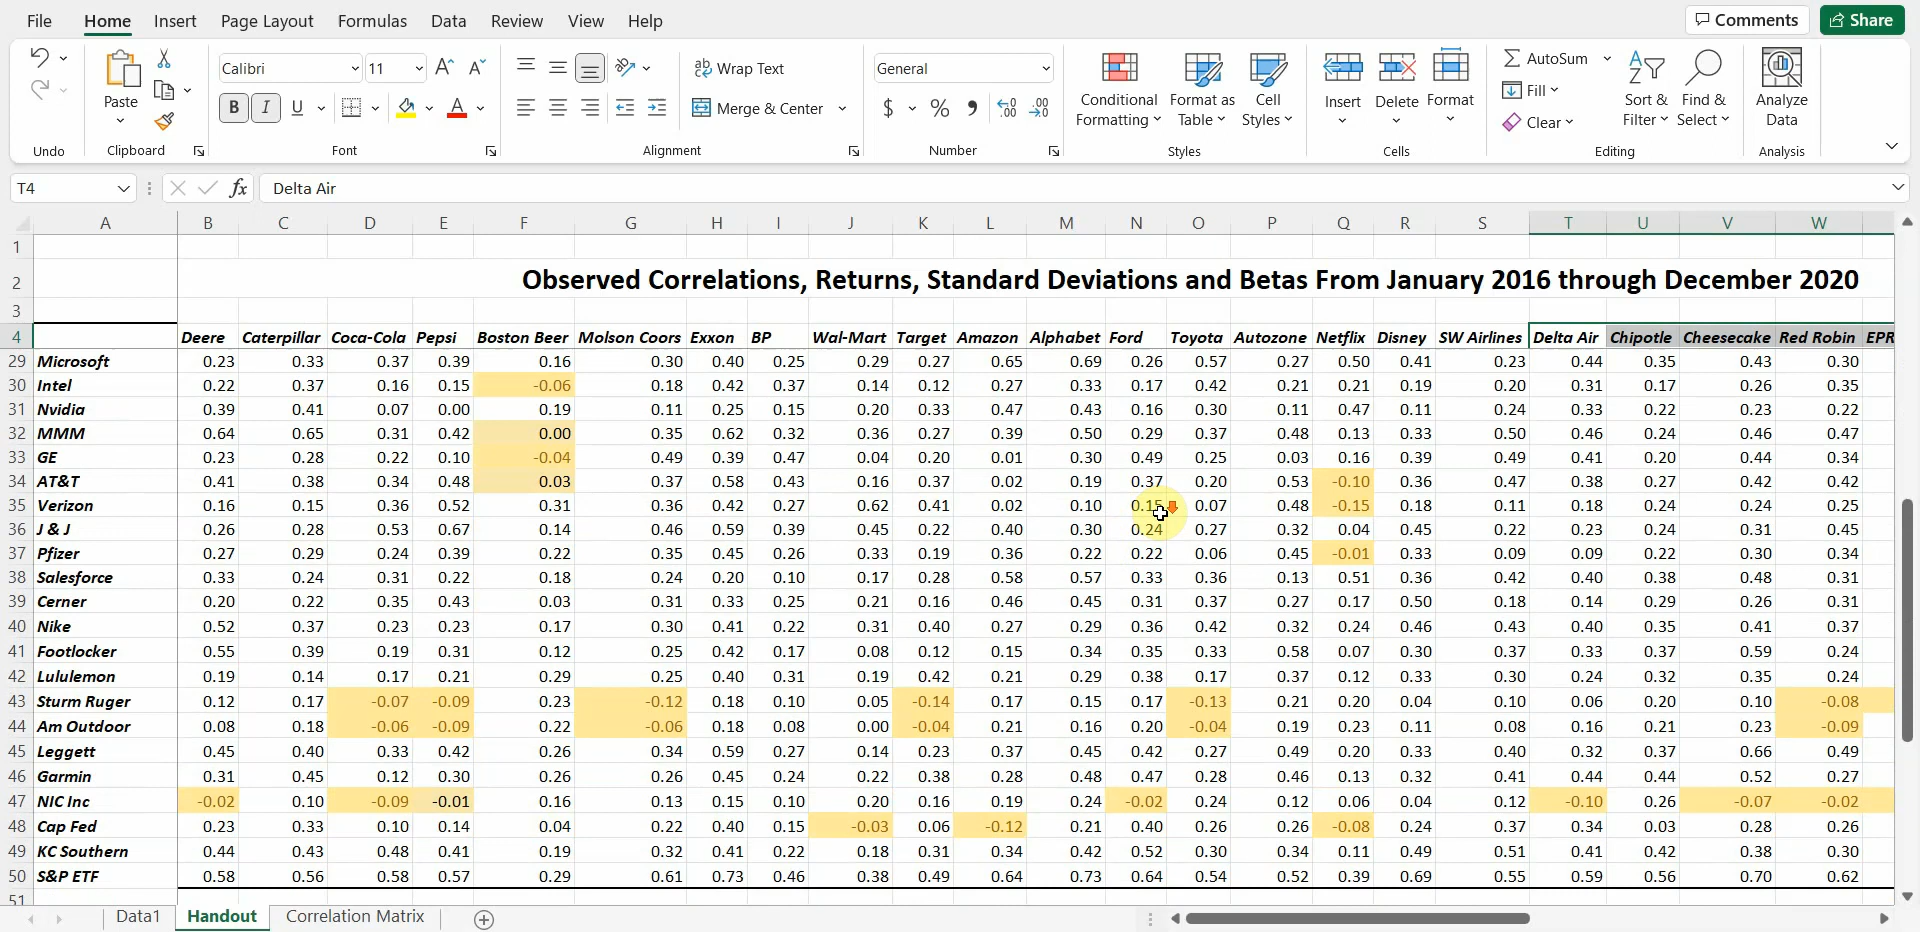 File Home Insert Page Layout Formulas Data Review View Help Comments Share
Calibri 11 Wrap Text General AutoSum
Paste B I U Merge & Center $ % Conditional Formatting Format as Table Cell Styles Insert Delete Format Fill Clear Sort & Filter Find & Select Analyze Data
Undo Clipboard Font Alignment Number Styles Cells Editing Analysis
T4 fx Delta Air
A B C D E F G H I J K L M N O P Q R S T U V W
1
2 Observed Correlations, Returns, Standard Deviations and Betas From January 2016 through December 2020
3
4 Deere Caterpillar Coca-Cola Pepsi Boston Beer Molson Coors Exxon BP Wal-Mart Target Amazon Alphabet Ford Toyota Autozone Netflix Disney SW Airlines Delta Air Chipotle Cheesecake Red Robin EPR
29 Microsoft 0.23 0.33 0.37 0.39 0.16 0.30 0.40 0.25 0.29 0.27 0.65 0.69 0.26 0.57 0.27 0.50 0.41 0.23 0.44 0.35 0.43 0.30
30 Intel 0.22 0.37 0.16 0.15 -0.06 0.18 0.42 0.37 0.14 0.12 0.27 0.33 0.17 0.42 0.21 0.21 0.19 0.20 0.31 0.17 0.26 0.35
31 Nvidia 0.39 0.41 0.07 0.00 0.19 0.11 0.25 0.15 0.20 0.33 0.47 0.43 0.16 0.30 0.11 0.47 0.11 0.24 0.33 0.22 0.23 0.22
32 MMM 0.64 0.65 0.31 0.42 0.00 0.35 0.62 0.32 0.36 0.27 0.39 0.50 0.29 0.37 0.48 0.13 0.33 0.50 0.46 0.24 0.46 0.47
33 GE 0.23 0.28 0.22 0.10 -0.04 0.49 0.39 0.47 0.04 0.20 0.01 0.30 0.49 0.25 0.03 0.16 0.39 0.49 0.41 0.20 0.44 0.34
34 AT&T 0.41 0.38 0.34 0.48 0.03 0.37 0.58 0.43 0.16 0.37 0.02 0.19 0.37 0.20 0.53 -0.10 0.36 0.47 0.38 0.27 0.42 0.42
35 Verizon 0.16 0.15 0.36 0.52 0.31 0.36 0.42 0.27 0.62 0.41 0.02 0.10 0.15 0.07 0.48 -0.15 0.18 0.11 0.18 0.24 0.24 0.25
36 J & J 0.26 0.28 0.53 0.67 0.14 0.46 0.59 0.39 0.45 0.22 0.40 0.30 0.24 0.27 0.32 0.04 0.45 0.22 0.23 0.24 0.31 0.45
37 Pfizer 0.27 0.29 0.24 0.39 0.22 0.35 0.45 0.26 0.33 0.19 0.36 0.22 0.22 0.06 0.45 -0.01 0.33 0.09 0.09 0.22 0.30 0.34
38 Salesforce 0.33 0.24 0.31 0.22 0.18 0.24 0.20 0.10 0.17 0.28 0.58 0.57 0.33 0.36 0.13 0.51 0.36 0.42 0.40 0.38 0.48 0.31
39 Cerner 0.20 0.22 0.35 0.43 0.03 0.31 0.33 0.25 0.21 0.16 0.46 0.45 0.31 0.37 0.27 0.17 0.50 0.18 0.14 0.29 0.26 0.31
40 Nike 0.52 0.37 0.23 0.23 0.17 0.30 0.41 0.22 0.31 0.40 0.27 0.29 0.36 0.42 0.32 0.24 0.46 0.43 0.40 0.35 0.41 0.37
41 Footlocker 0.55 0.39 0.19 0.31 0.12 0.25 0.42 0.17 0.08 0.12 0.15 0.34 0.35 0.33 0.58 0.07 0.30 0.37 0.33 0.37 0.59 0.24
42 Lululemon 0.19 0.14 0.17 0.21 0.29 0.25 0.40 0.31 0.19 0.42 0.21 0.29 0.38 0.17 0.37 0.12 0.33 0.30 0.24 0.32 0.35 0.24
43 Sturm Ruger 0.12 0.17 -0.07 -0.09 0.23 -0.12 0.18 0.10 0.05 -0.14 0.17 0.15 0.17 -0.13 0.21 0.20 0.04 0.10 0.06 0.20 0.10 -0.08
44 Am Outdoor 0.08 0.18 -0.06 -0.09 0.22 -0.06 0.18 0.08 0.00 -0.04 0.21 0.16 0.20 -0.04 0.19 0.23 0.11 0.08 0.16 0.21 0.23 -0.09
45 Leggett 0.45 0.40 0.33 0.42 0.26 0.34 0.59 0.27 0.14 0.23 0.37 0.45 0.42 0.27 0.49 0.20 0.33 0.40 0.32 0.37 0.66 0.49
46 Garmin 0.31 0.45 0.12 0.30 0.26 0.26 0.45 0.24 0.22 0.38 0.28 0.48 0.47 0.28 0.46 0.13 0.32 0.41 0.44 0.44 0.52 0.27
47 NIC Inc -0.02 0.10 -0.09 -0.01 0.16 0.13 0.15 0.10 0.20 0.16 0.19 0.24 -0.02 0.24 0.12 0.06 0.04 0.12 -0.10 0.26 -0.07 -0.02
48 Cap Fed 0.23 0.33 0.10 0.14 0.04 0.22 0.40 0.15 -0.03 0.06 -0.12 0.21 0.40 0.26 0.26 -0.08 0.24 0.37 0.34 0.03 0.28 0.26
49 KC Southern 0.44 0.43 0.48 0.41 0.19 0.32 0.41 0.22 0.18 0.31 0.34 0.42 0.52 0.30 0.34 0.11 0.49 0.51 0.41 0.42 0.38 0.30
50 S&P ETF 0.58 0.56 0.58 0.57 0.29 0.61 0.73 0.46 0.38 0.49 0.64 0.73 0.64 0.54 0.52 0.39 0.69 0.55 0.59 0.56 0.70 0.62
51
Data1 Handout Correlation Matrix